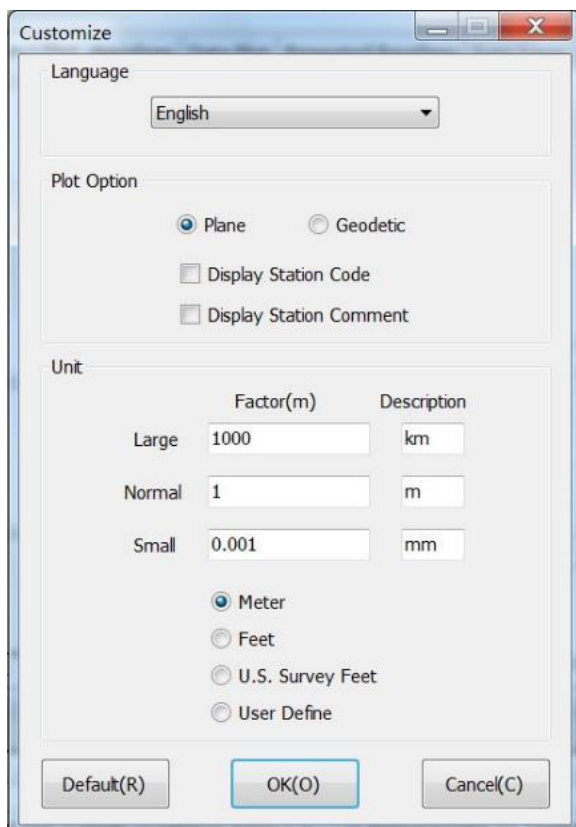 Customize
Language
English
Plot Option
Plane Geodetic
Display Station Code
Display Station Comment
Unit
Factor(m) Description
Large 1000 km
Normal 1 m
Small 0.001 mm
Meter
Feet
U.S. Survey Feet
User Define
Default(R) OK(O) Cancel(C)